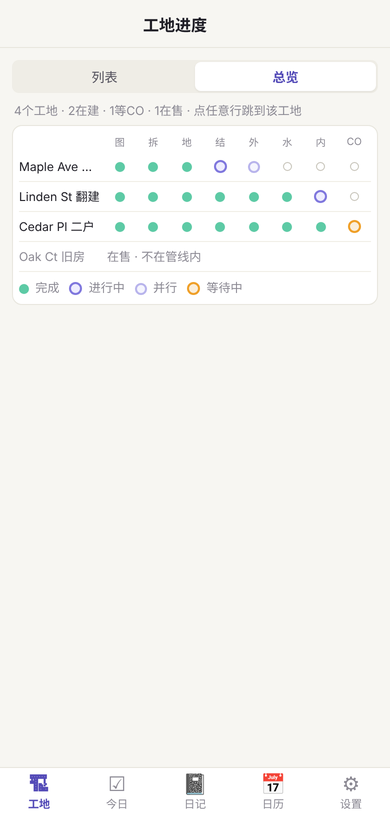 工地进度
列表 总览
4个工地 · 2在建 · 1等CO · 1在售 · 点任意行跳到该工地
图 拆 地 结 外 水 内 CO
Maple Ave ...
Linden St 翻建
Cedar Pl 二户
Oak Ct 旧房 在售 · 不在管线内
完成 进行中 并行 等待中
JULY 17
工地 今日 日记 日历 设置